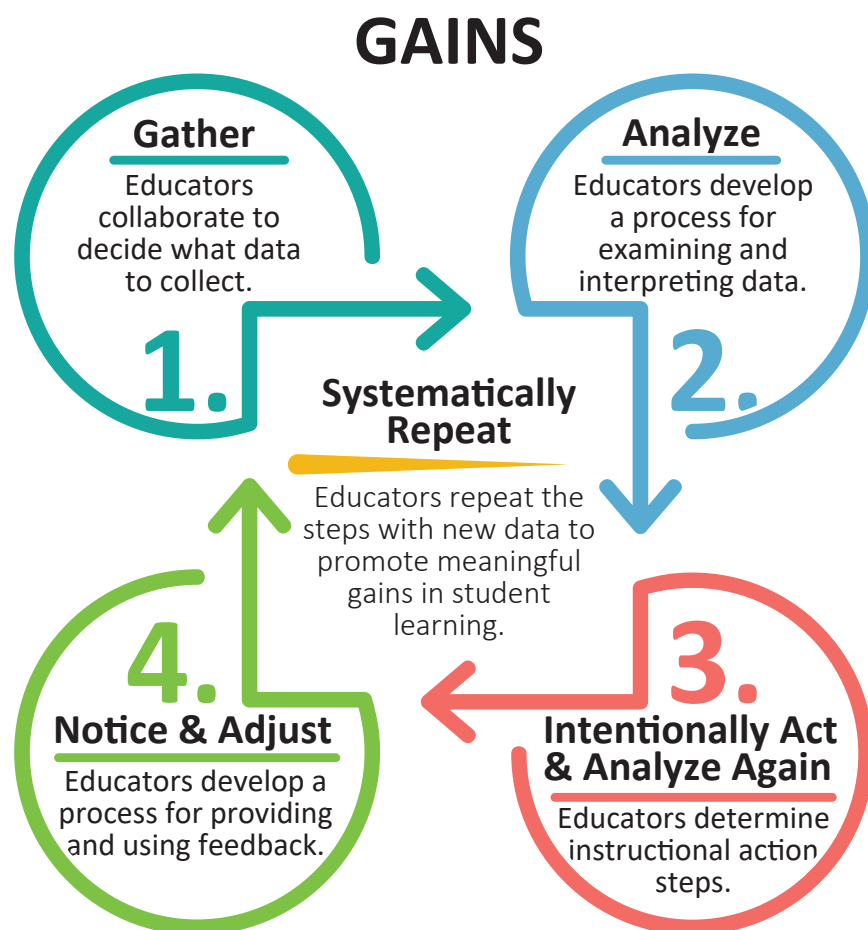 GAINS
Gather
Educators
collaborate to
decide what data
to collect.
1.
Analyze
Educators develop
a process for
examining and
interpreting data.
2.
Systematically
Repeat
Educators repeat the
steps with new data to
promote meaningful
gains in student
learning.
3.
Intentionally Act
& Analyze Again
Educators determine
instructional action
steps.
4.
Notice & Adjust
Educators develop a
process for providing
and using feedback.